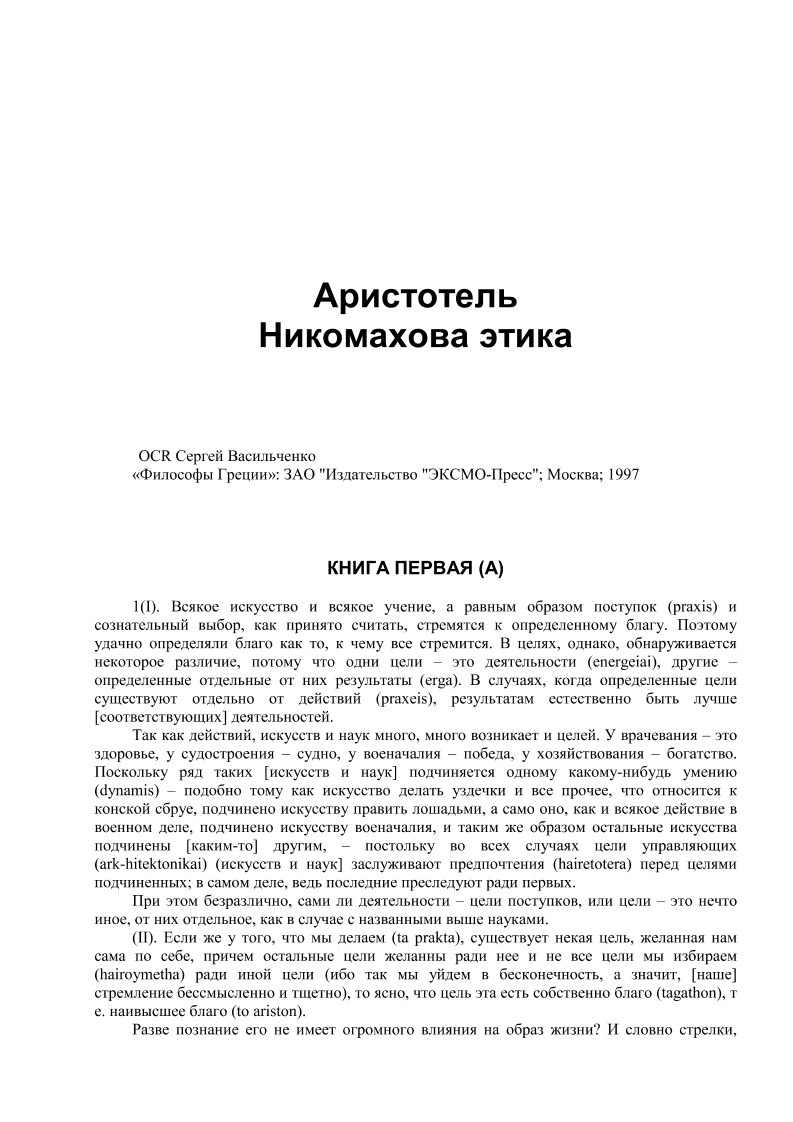 Аристотель
Никомахова этика
OCR Сергей Васильченко
«Философы Греции»: ЗАО "Издательство "ЭКСМО-Пресс"; Москва; 1997
КНИГА ПЕРВАЯ (А)
1(I). Всякое искусство и всякое учение, а равным образом поступок (praxis) и
сознательный выбор, как принято считать, стремятся к определенному благу. Поэтому
удачно определяли благо как то, к чему все стремится. В целях, однако, обнаруживается
некоторое различие, потому что одни цели – это деятельности (energeiai), другие –
определенные отдельные от них результаты (erga). В случаях, когда определенные цели
существуют отдельно от действий (praxeis), результатам естественно быть лучше
[соответствующих] деятельностей.
Так как действий, искусств и наук много, много возникает и целей. У врачевания – это
здоровье, у судостроения – судно, у военачалия – победа, у хозяйствования – богатство.
Поскольку ряд таких [искусств и наук] подчиняется одному какому-нибудь умению
(dynamis) – подобно тому как искусство делать уздечки и все прочее, что относится к
конской сбруе, подчинено искусству править лошадьми, а само оно, как и всякое действие в
военном деле, подчинено искусству военачалия, и таким же образом остальные искусства
подчинены [каким-то] другим, – постольку во всех случаях цели управляющих
(ark-hitektonikai) (искусств и наук] заслуживают предпочтения (hairetotera) перед целями
подчиненных; в самом деле, ведь последние преследуют ради первых.
При этом безразлично, сами ли деятельности – цели поступков, или цели – это нечто
иное, от них отдельное, как в случае с названными выше науками.
(II). Если же у того, что мы делаем (ta prakta), существует некая цель, желанная нам
сама по себе, причем остальные цели желанны ради нее и не все цели мы избираем
(hairoymetha) ради иной цели (ибо так мы уйдем в бесконечность, а значит, [наше]
стремление бессмысленно и тщетно), то ясно, что цель эта есть собственно благо (tagathon), т
е. наивысшее благо (to ariston).
Разве познание его не имеет огромного влияния на образ жизни? И словно стрелки,